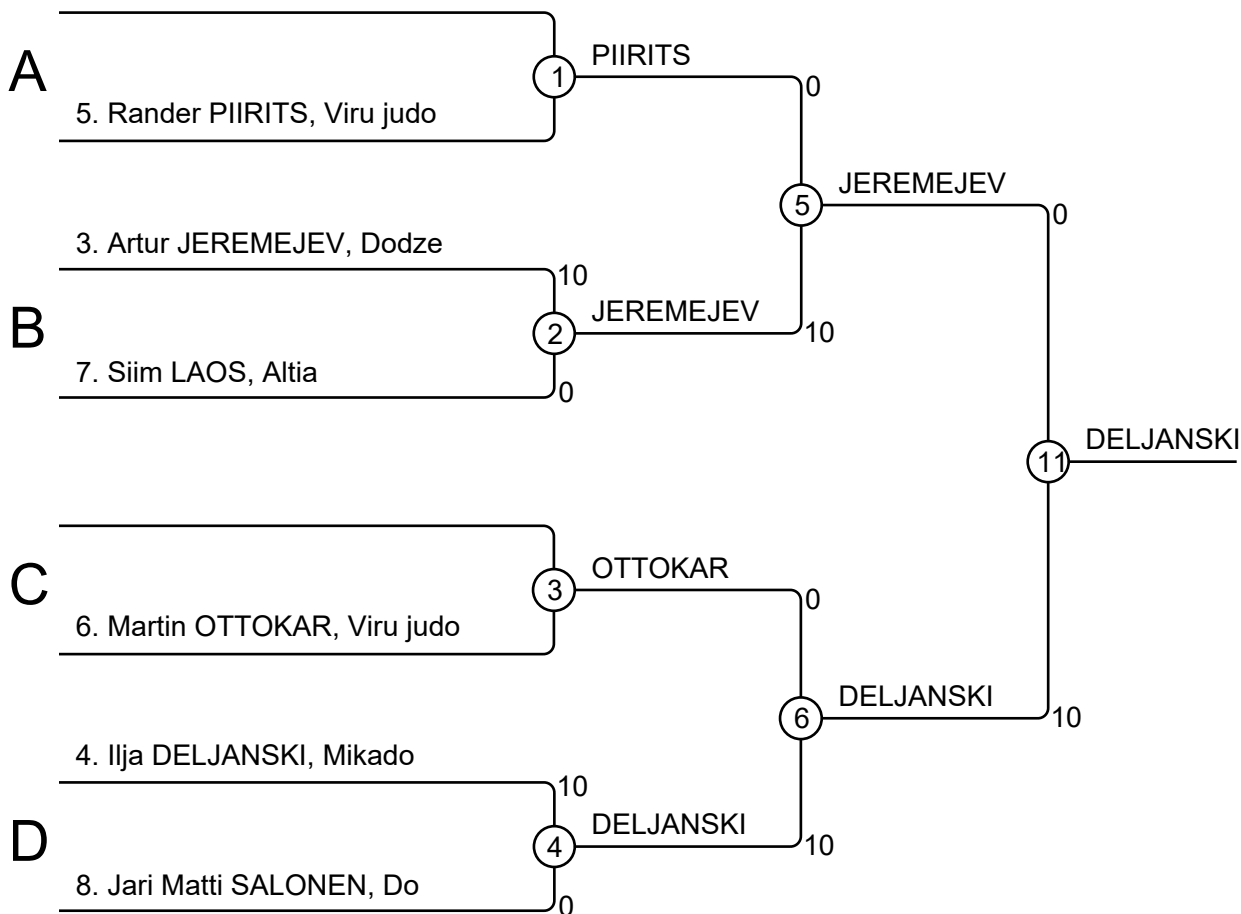 A
5. Rander PIIRITS, Viru judo
1
PIIRITS
0
3. Artur JEREMEJEV, Dodze
10
B
2
JEREMEJEV
10
7. Siim LAOS, Altia
0
5
JEREMEJEV
0
11
DELJANSKI
C
3
OTTOKAR
0
6. Martin OTTOKAR, Viru judo
6
DELJANSKI
10
4. Ilja DELJANSKI, Mikado
10
D
4
DELJANSKI
10
8. Jari Matti SALONEN, Do
0